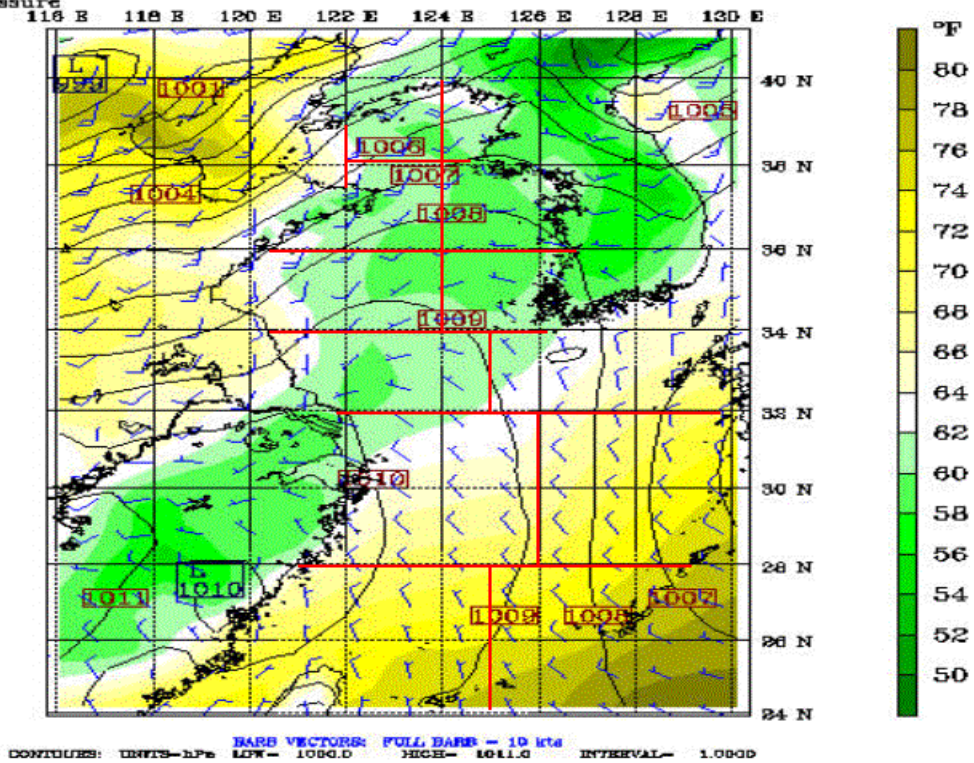 ssure
116 E 118 E 120 E 122 E 124 E 126 E 128 E 130 E
°F
L
1001
40 N
80
1005
78
1006
38 N
76
1007
1004
74
1008
72
36 N
70
1009
68
34 N
66
64
32 N
62
1010
60
30 N
58
56
L
1010
28 N
1011
1009
1008
1007
54
26 N
52
50
24 N
BARB VECTORS: FULL BARB = 10 kts
CONTOURS: UNITS=hPa LOW= 1000.0 HIGH= 1011.0 INTERVAL= 1.0000